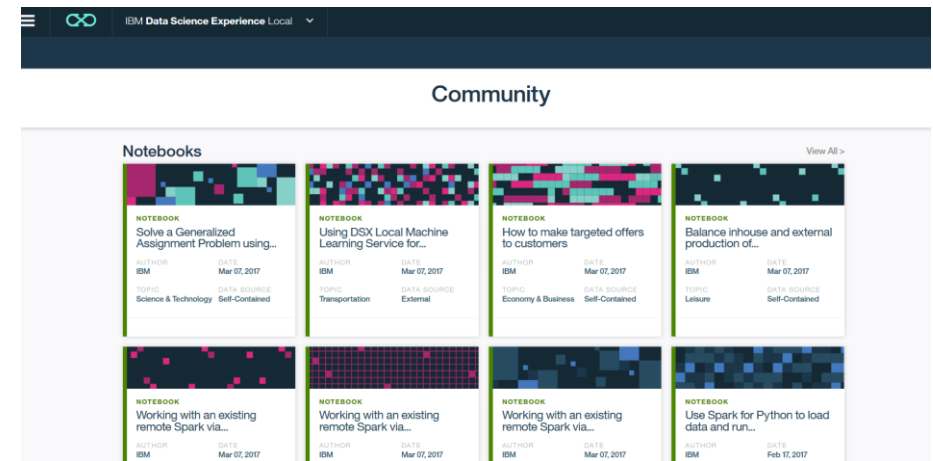 IBM Data Science Experience Local
Community
Notebooks
View All >
NOTEBOOK
Solve a Generalized
Assignment Problem using...
AUTHOR DATE
IBM Mar 07, 2017
TOPIC DATA SOURCE
Science & Technology Self-Contained
NOTEBOOK
Using DSX Local Machine
Learning Service for...
AUTHOR DATE
IBM Mar 07, 2017
TOPIC DATA SOURCE
Transportation External
NOTEBOOK
How to make targeted offers
to customers
AUTHOR DATE
IBM Mar 07, 2017
TOPIC DATA SOURCE
Economy & Business Self-Contained
NOTEBOOK
Balance inhouse and external
production of...
AUTHOR DATE
IBM Mar 07, 2017
TOPIC DATA SOURCE
Leisure Self-Contained
NOTEBOOK
Working with an existing
remote Spark via...
AUTHOR DATE
IBM Mar 07, 2017
NOTEBOOK
Working with an existing
remote Spark via...
AUTHOR DATE
IBM Mar 07, 2017
NOTEBOOK
Working with an existing
remote Spark via...
AUTHOR DATE
IBM Mar 07, 2017
NOTEBOOK
Use Spark for Python to load
data and run...
AUTHOR DATE
IBM Feb 17, 2017